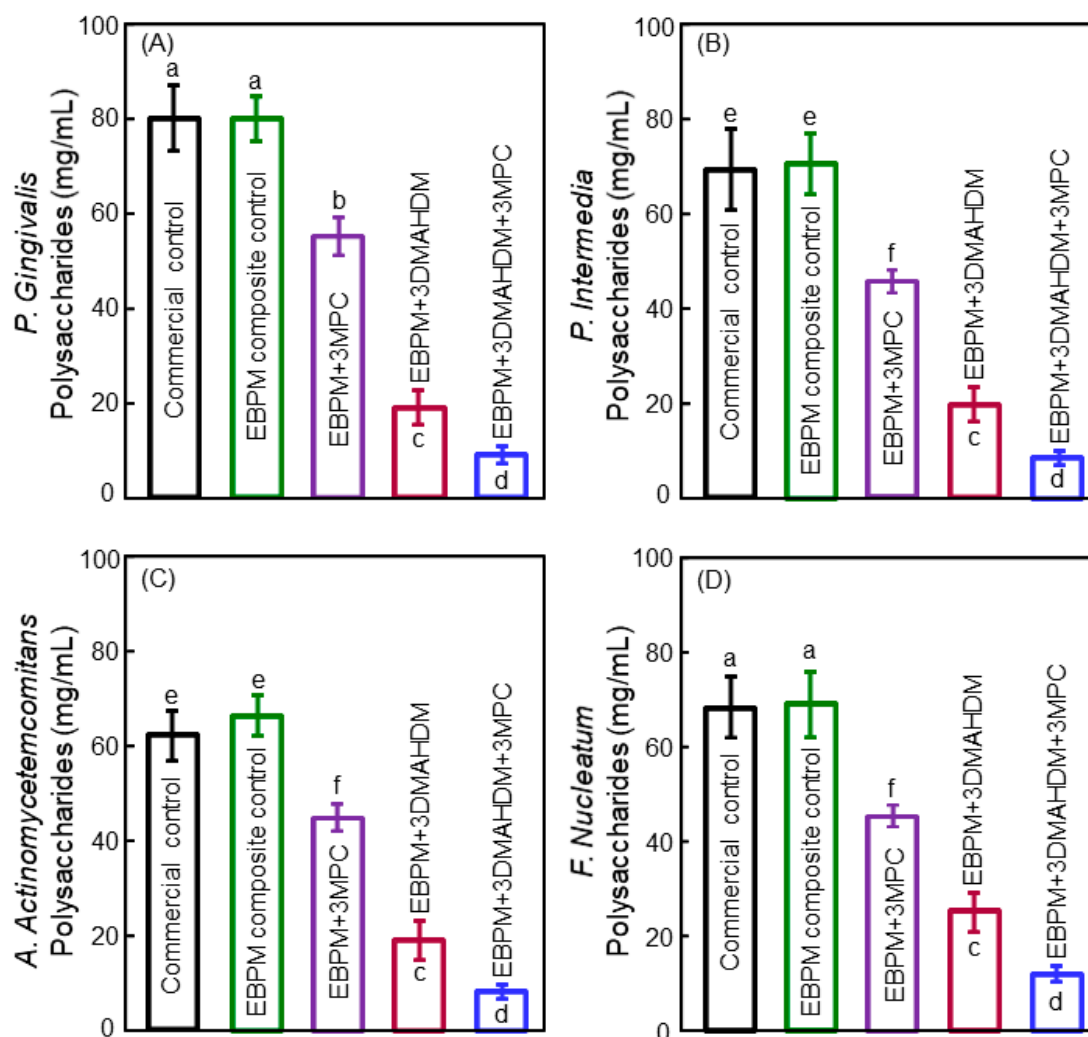 (A)
P. Gingivalis
Polysaccharides (mg/mL)
100
80
60
40
20
0
a
a
b
c
d
Commercial control
EBPM composite control
EBPM+3MPC
EBPM+3DMAHDM
EBPM+3DMAHDM+3MPC
(B)
P. Intermedia
Polysaccharides (mg/mL)
100
80
60
40
20
0
e
e
f
c
d
Commercial control
EBPM composite control
EBPM+3MPC
EBPM+3DMAHDM
EBPM+3DMAHDM+3MPC
(C)
A. Actinomycetemcomitans
Polysaccharides (mg/mL)
100
80
60
40
20
0
e
e
f
c
d
Commercial control
EBPM composite control
EBPM+3MPC
EBPM+3DMAHDM
EBPM+3DMAHDM+3MPC
(D)
F. Nucleatum
Polysaccharides (mg/mL)
100
80
60
40
20
0
a
a
f
c
d
Commercial control
EBPM composite control
EBPM+3MPC
EBPM+3DMAHDM
EBPM+3DMAHDM+3MPC